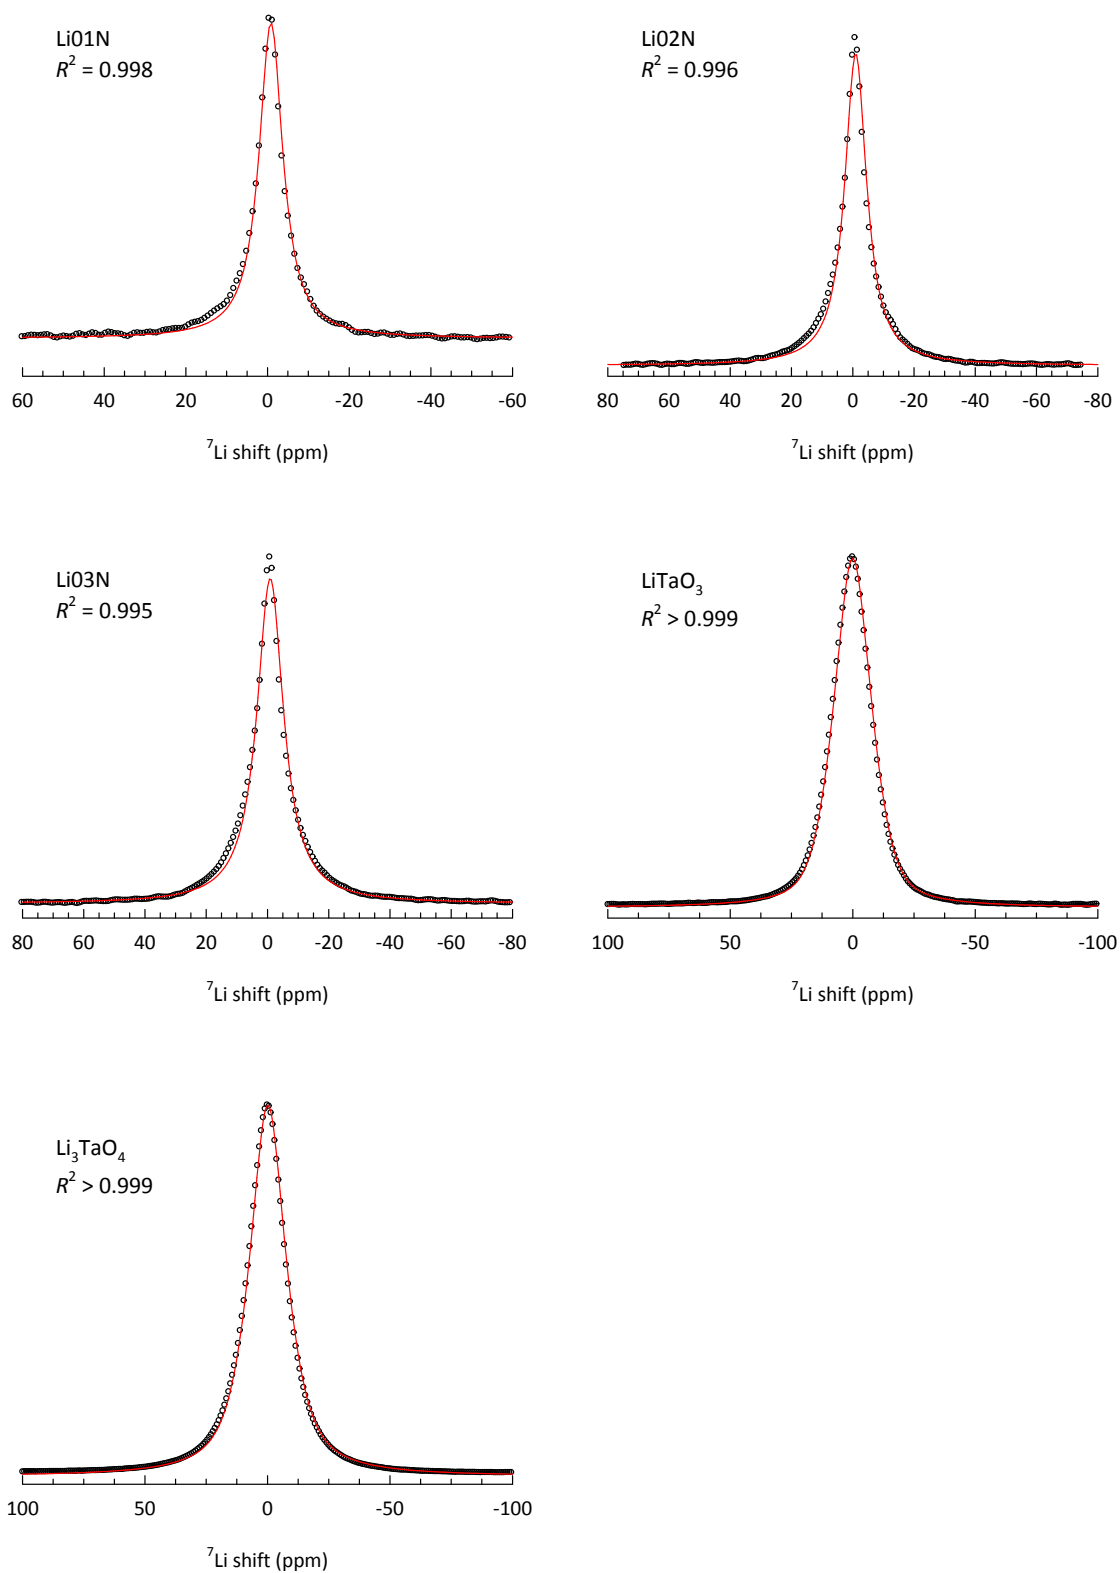 Li01N
R² = 0.998
60 40 20 0 -20 -40 -60
⁷Li shift (ppm)
Li02N
R² = 0.996
80 60 40 20 0 -20 -40 -60 -80
⁷Li shift (ppm)
Li03N
R² = 0.995
80 60 40 20 0 -20 -40 -60 -80
⁷Li shift (ppm)
LiTaO₃
R² > 0.999
100 50 0 -50 -100
⁷Li shift (ppm)
Li₃TaO₄
R² > 0.999
100 50 0 -50 -100
⁷Li shift (ppm)